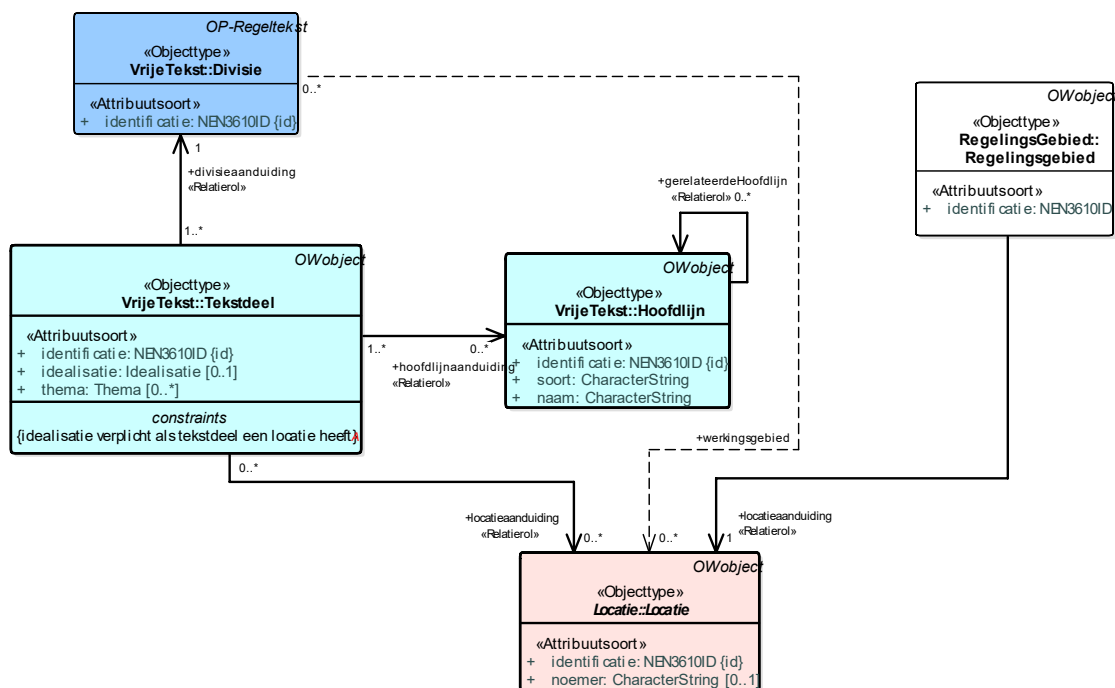 OP-Regeltekst
«Objecttype»
VrijeTekst::Divisie
«Attribuutsoort»
+ identificatie: NEN3610ID {id}
0..*
OWobject
«Objecttype»
RegelingsGebied::
Regelingsgebied
«Attribuutsoort»
+ identificatie: NEN3610ID
1
+divisieaanduiding
«Relatierol»
1..*
+gerelateerdeHoofdlijn
«Relatierol» 0..*
OWobject
«Objecttype»
VrijeTekst::Tekstdeel
«Attribuutsoort»
+ identificatie: NEN3610ID {id}
+ idealisatie: Idealisatie [0..1]
+ thema: Thema [0..*]
constraints
{idealisatie verplicht als tekstdeel een locatie heeft}
1..*
0..*
+hoofdlijnaanduiding
«Relatierol»
OWobject
«Objecttype»
VrijeTekst::Hoofdlijn
«Attribuutsoort»
+ identificatie: NEN3610ID {id}
+ soort: CharacterString
+ naam: CharacterString
+werkingsgebied
0..*
+locatieaanduiding
«Relatierol»
0..*
0..*
+locatieaanduiding
«Relatierol»
1
OWobject
«Objecttype»
Locatie::Locatie
«Attribuutsoort»
+ identificatie: NEN3610ID {id}
+ noemer: CharacterString [0..1]